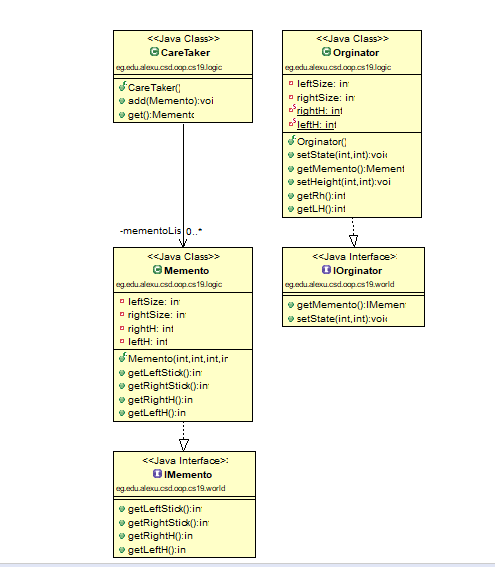 <<Java Class>>
CareTaker
eg.edu.alexu.csd.oop.cs19.logic
CareTaker()
add(Memento):voi
get():Memento
-mementoLis 0..*
<<Java Class>>
Memento
eg.edu.alexu.csd.oop.cs19.logic
leftSize: in
rightSize: in
rightH: int
leftH: int
Memento(int,int,int,ir
getLeftStick():in
getRightStick():in
getRightH():in
getLeftH():in
<<Java Interface>>
IMemento
eg.edu.alexu.csd.oop.cs19.world
getLeftStick():in
getRightStick():in
getRightH():in
getLeftH():in
<<Java Class>>
Orginator
eg.edu.alexu.csd.oop.cs19.logic
leftSize: in
rightSize: in
rightH: int
leftH: int
Orginator()
setState(int,int):voic
getMemento():Mement
setHeight(int,int):voi
getRh():int
getLH():int
<<Java Interface>>
IOrginator
eg.edu.alexu.csd.oop.cs19.world
getMemento():IMemen
setState(int,int):voic